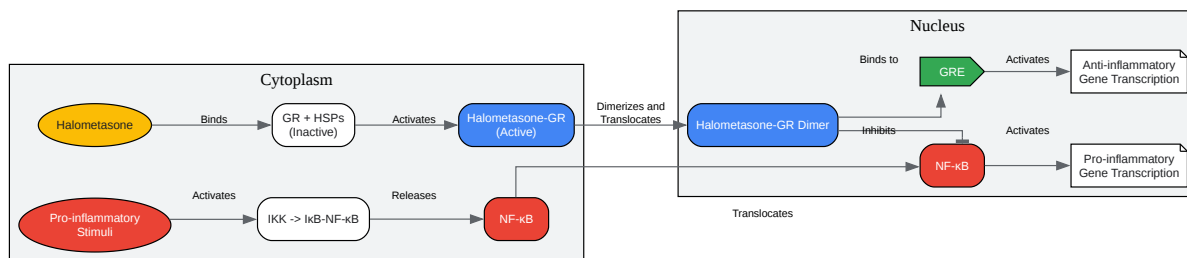 Nucleus
Cytoplasm
Halometasone
Binds
GR + HSPs
(Inactive)
Activates
Halometasone-GR
(Active)
Dimerizes and
Translocates
Halometasone-GR Dimer
Binds to
GRE
Activates
Anti-inflammatory
Gene Transcription
Inhibits
NF-κB
Activates
Pro-inflammatory
Gene Transcription
Pro-inflammatory
Stimuli
Activates
IKK -> IκB-NF-κB
Releases
NF-κB
Translocates